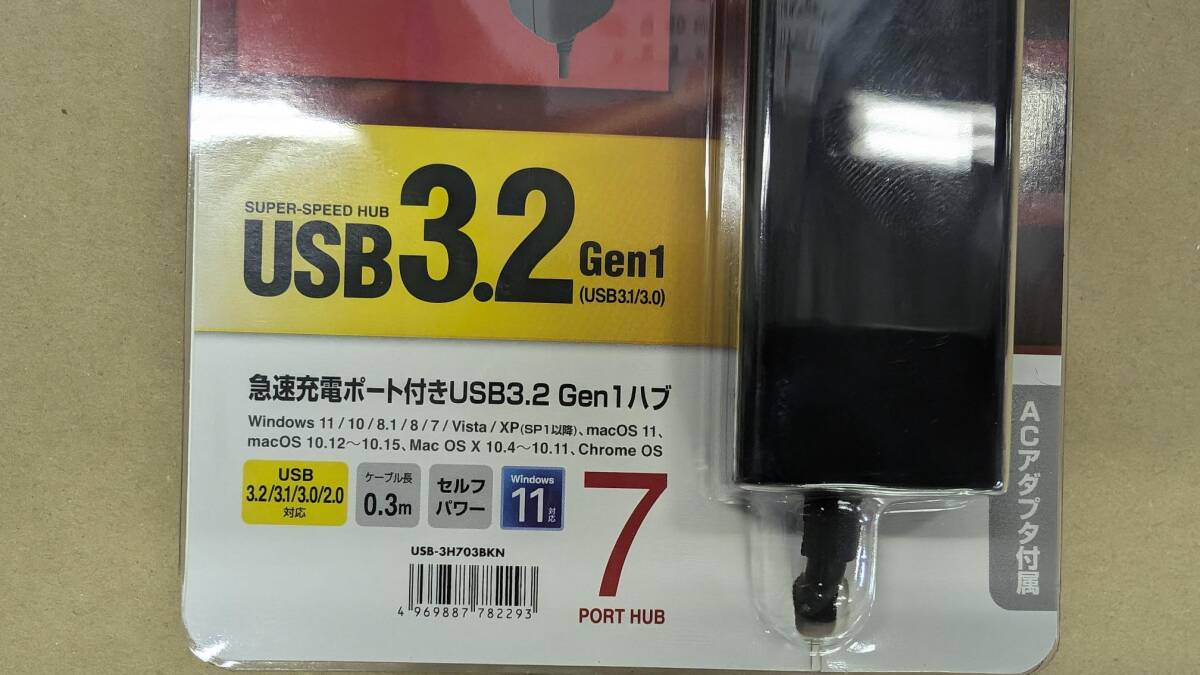 SUPER-SPEED HUB
USB3.2 Gen1
(USB3.1/3.0)
急速充電ポート付きUSB3.2 Gen1ハブ
Windows 11/10/8.1/8/7/Vista/XP(SP1以降)、macOS 11、
macOS 10.12～10.15、Mac OS X 10.4～10.11、Chrome OS
USB
3.2/3.1/3.0/2.0
対応
ケーブル長
0.3m
セルフ
パワー
Windows
11対応
7
PORT HUB
USB-3H703BKN
4 969887 782293
ACアダプタ付属